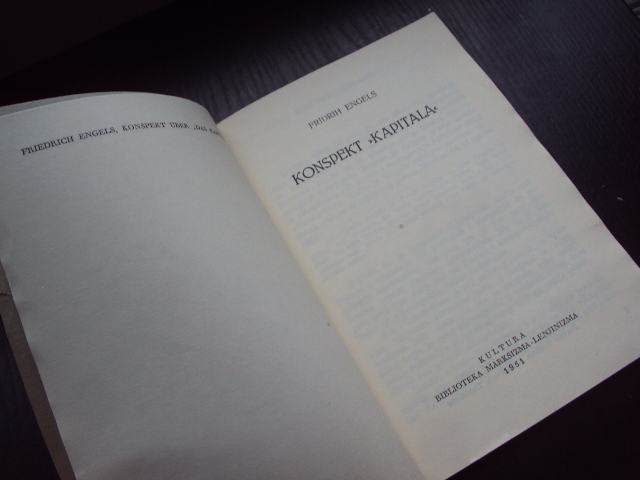 FRIEDRICH ENGELS, KONSPEKT ÜBER „DAS
FRIDRIH ENGELS
KONSPEKT »KAPITALA«
KULTURA
BIBLIOTEKA MARKSIZMA-LENJINIZMA
1951